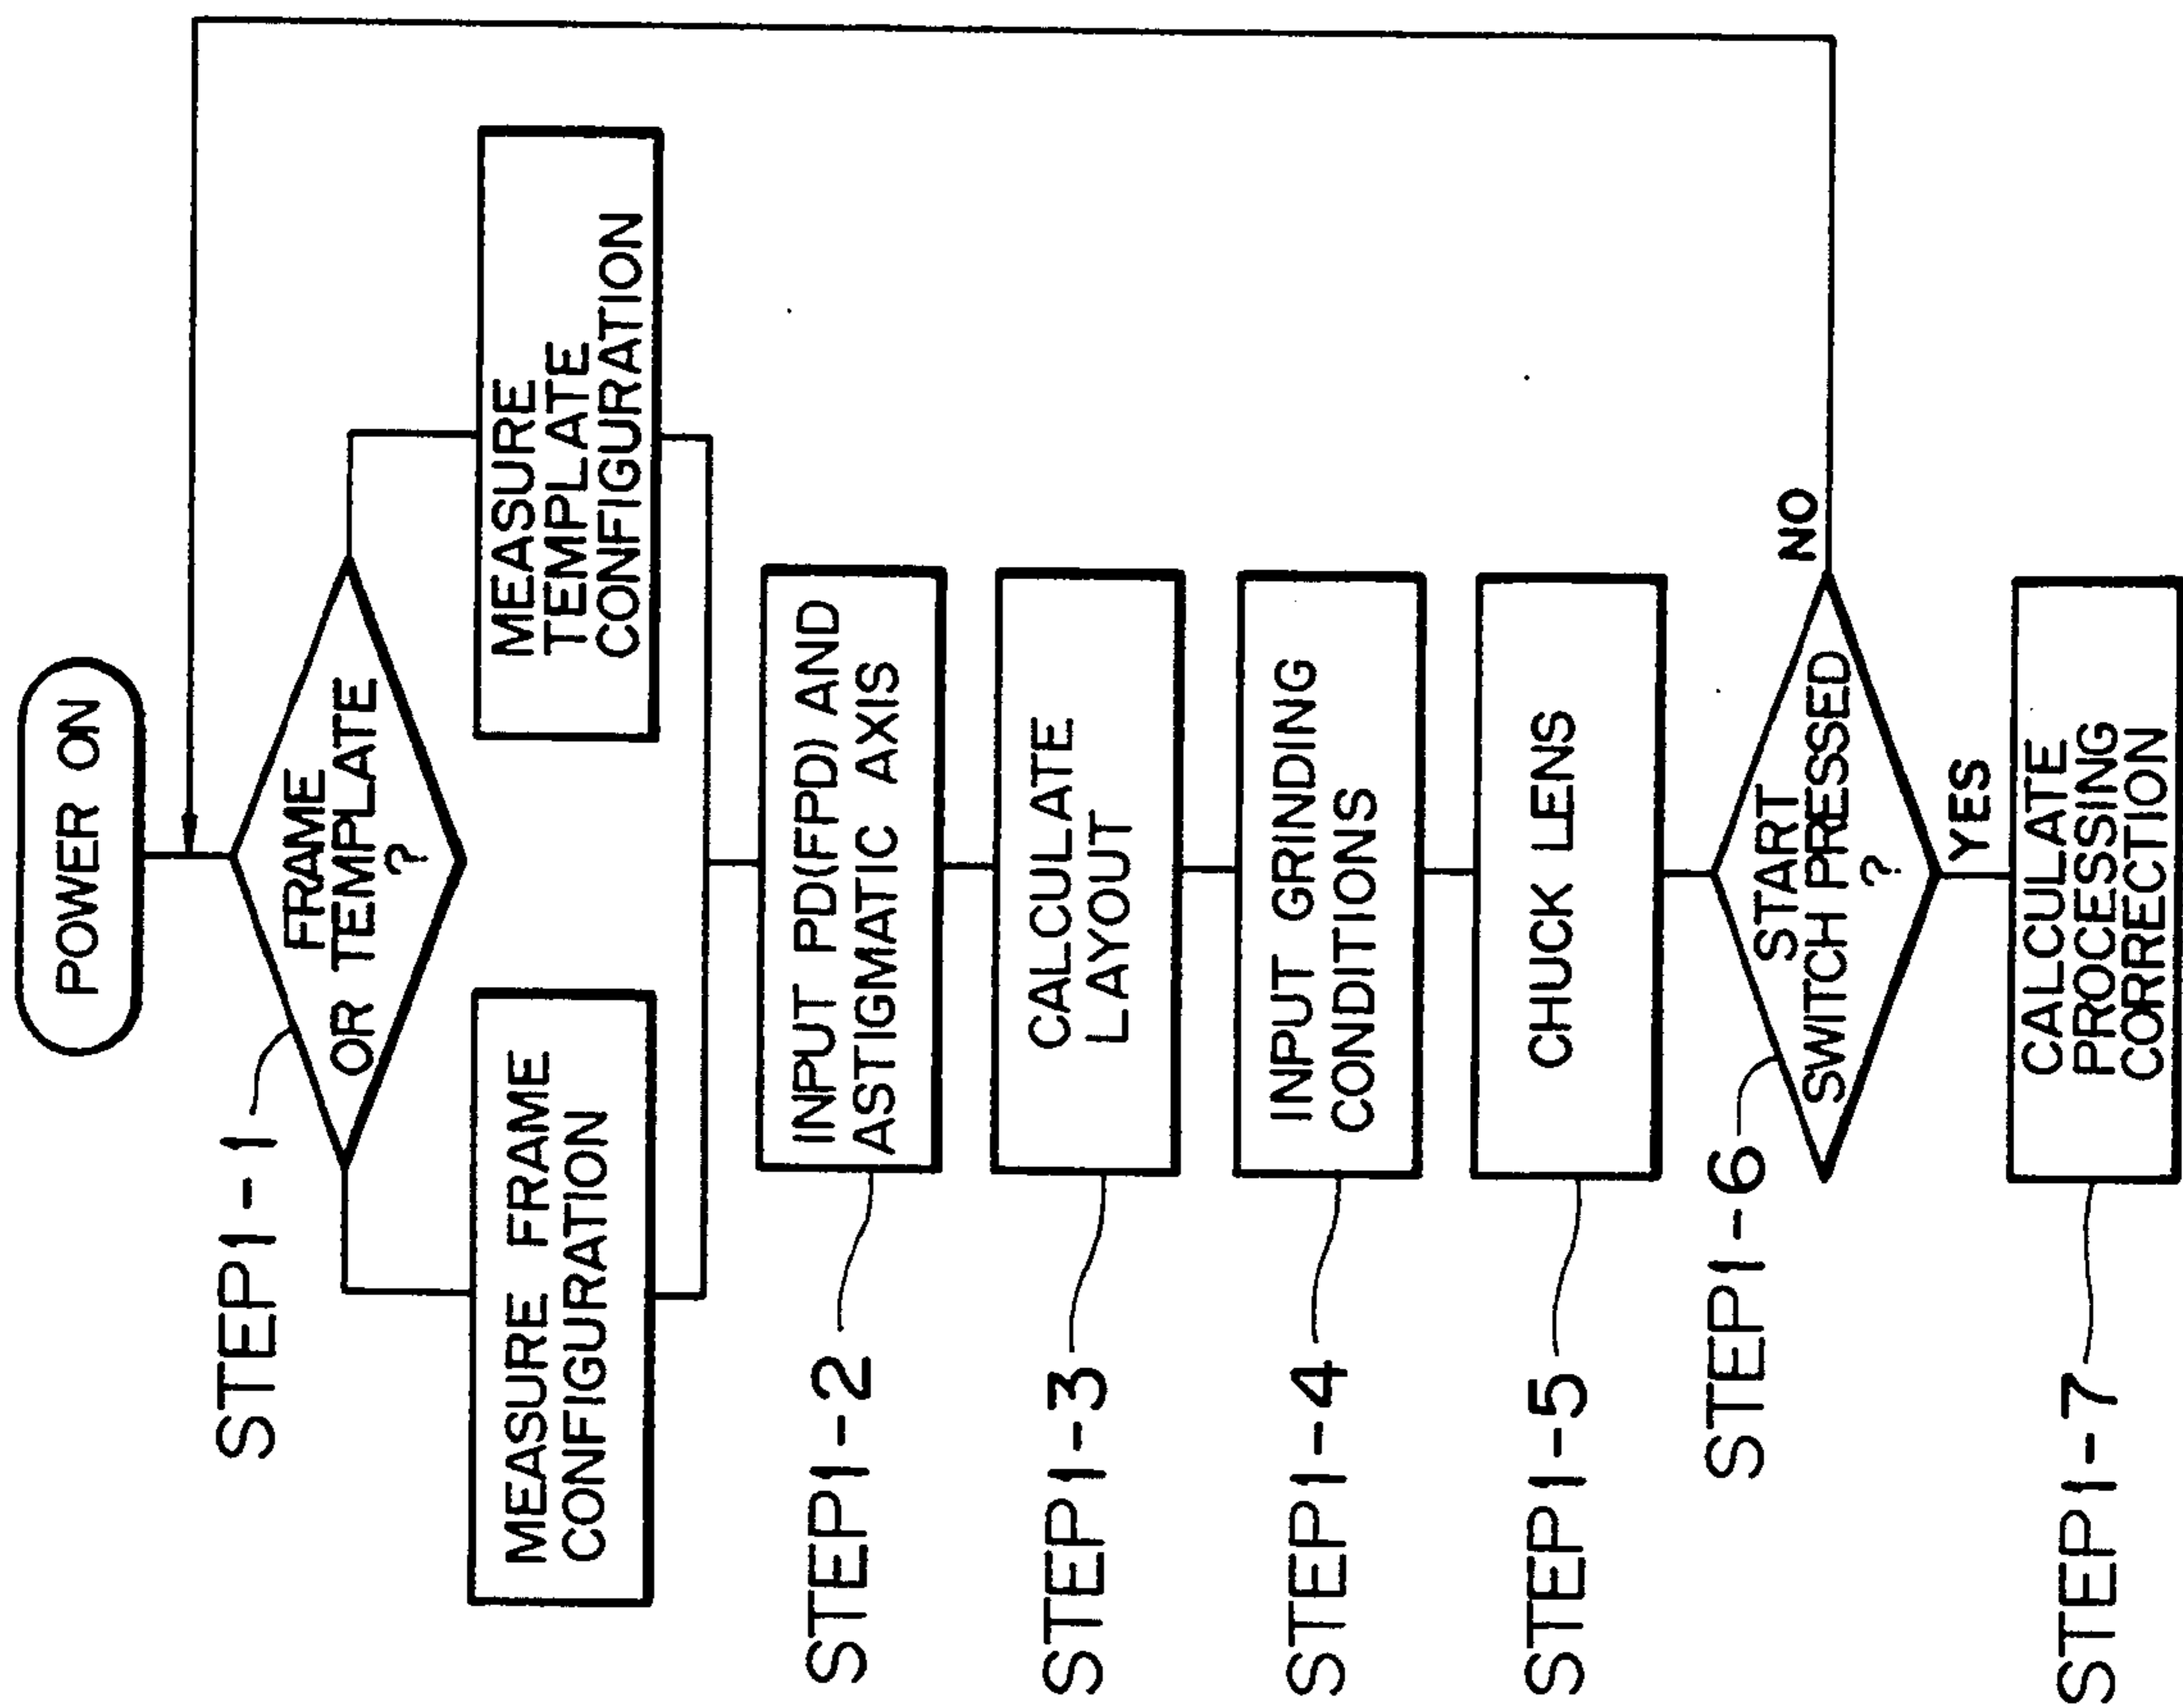 POWER ON
STEP1-1
FRAME
OR TEMPLATE
?
MEASURE FRAME
CONFIGURATION
MEASURE
TEMPLATE
CONFIGURATION
STEP1-2
INPUT PD(FPD) AND
ASTIGMATIC AXIS
STEP1-3
CALCULATE
LAYOUT
STEP1-4
INPUT GRINDING
CONDITIONS
STEP1-5
CHUCK LENS
STEP1-6
START
SWITCH PRESSED
?
NO
YES
STEP1-7
CALCULATE
PROCESSING
CORRECTION